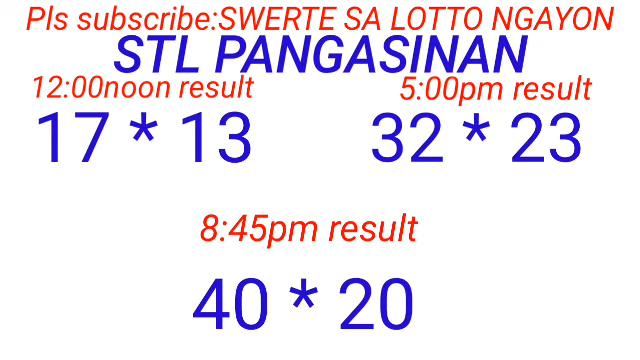 Pls subscribe:SWERTE SA LOTTO NGAYON
STL PANGASINAN
12:00noon result
17 * 13
5:00pm result
32 * 23
8:45pm result
40 * 20